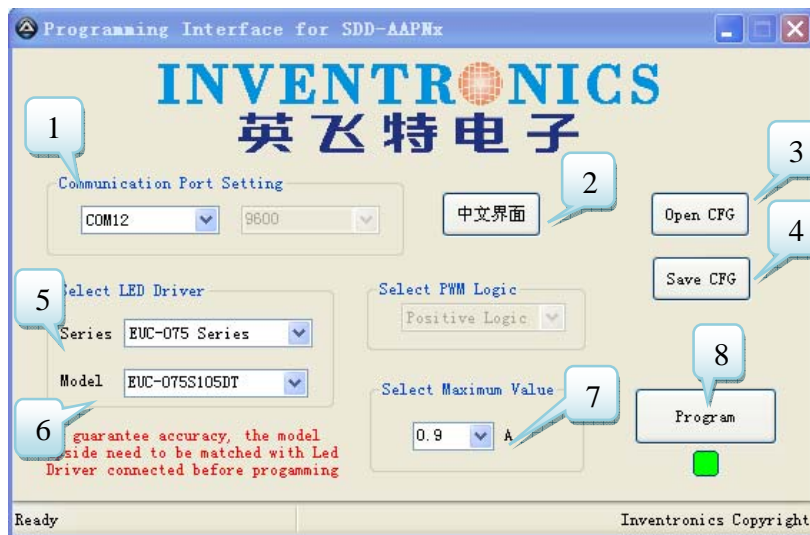 Programming Interface for SDD-AAPNx
INVENTRONICS
英飞特电子
1
Communication Port Setting
COM12
9600
中文界面
2
3
Open CFG
4
Save CFG
5
Select LED Driver
Series
EUC-075 Series
Model
EUC-075S105DT
6
Select PWM Logic
Positive Logic
Select Maximum Value
7
0.9
A
8
Program
guarantee accuracy, the model
need to be matched with Led
Driver connected before progamming
Ready
Inventronics Copyright